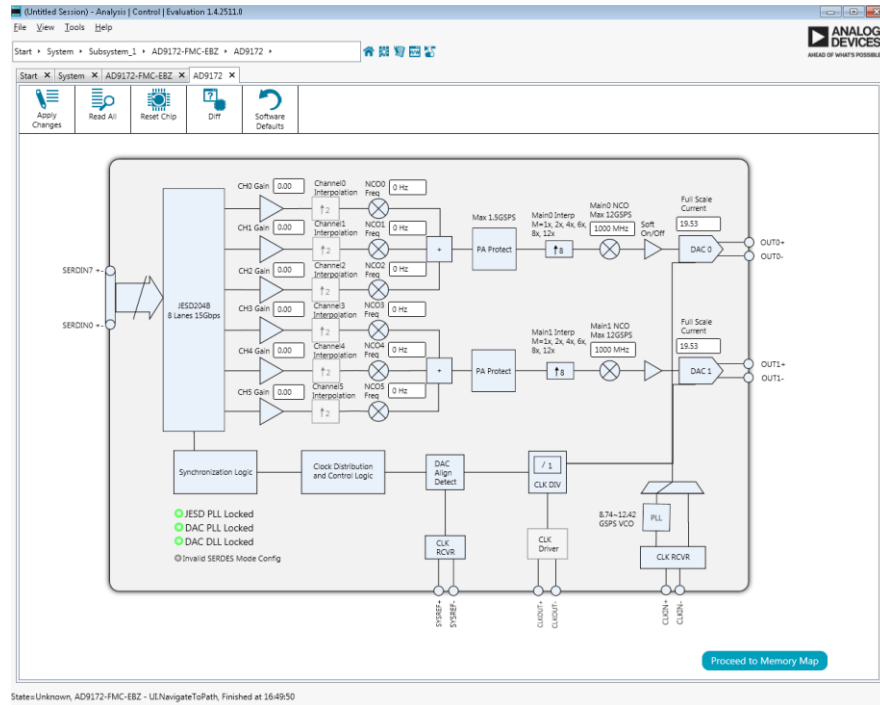 (Untitled Session) - Analysis | Control | Evaluation 1.4.2511.0
File View Tools Help
Start ▸ System ▸ Subsystem_1 ▸ AD9172-FMC-EBZ ▸ AD9172 ▸
ANALOG
DEVICES
AHEAD OF WHAT'S POSSIBLE
Start ✕ System ✕ AD9172-FMC-EBZ ✕ AD9172 ✕
Apply
Changes
Read All
Reset Chip
Diff
Software
Defaults
SERDIN7 +-
SERDIN0 +-
JESD204B
8 Lanes 15Gbps
CH0 Gain 0.00
Channel0
Interpolation
↑2
NCO0
Freq
0 Hz
CH1 Gain 0.00
Channel1
Interpolation
↑2
NCO1
Freq
0 Hz
CH2 Gain 0.00
Channel2
Interpolation
↑2
NCO2
Freq
0 Hz
CH3 Gain 0.00
Channel3
Interpolation
↑2
NCO3
Freq
0 Hz
CH4 Gain 0.00
Channel4
Interpolation
↑2
NCO4
Freq
0 Hz
CH5 Gain 0.00
Channel5
Interpolation
↑2
NCO5
Freq
0 Hz
+
Max 1.5GSPS
PA Protect
Main0 Interp
M=1x, 2x, 4x, 6x,
8x, 12x
↑8
Main0 NCO
Max 12GSPS
1000 MHz
Soft
On/Off
Full Scale
Current
19.53
DAC 0
OUT0+
OUT0-
+
PA Protect
Main1 Interp
M=1x, 2x, 4x, 6x,
8x, 12x
↑8
Main1 NCO
Max 12GSPS
1000 MHz
Full Scale
Current
19.53
DAC 1
OUT1+
OUT1-
Synchronization Logic
Clock Distribution
and Control Logic
DAC
Align
Detect
/ 1
CLK DIV
JESD PLL Locked
DAC PLL Locked
DAC DLL Locked
Invalid SERDES Mode Config
CLK
RCVR
CLK
Driver
8.74~12.42
GSPS VCO
PLL
CLK RCVR
SYSREF+
SYSREF-
CLKOUT+
CLKOUT-
CLKIN+
CLKIN-
Proceed to Memory Map
State=Unknown, AD9172-FMC-EBZ - UI.NavigateToPath, Finished at 16:49:50